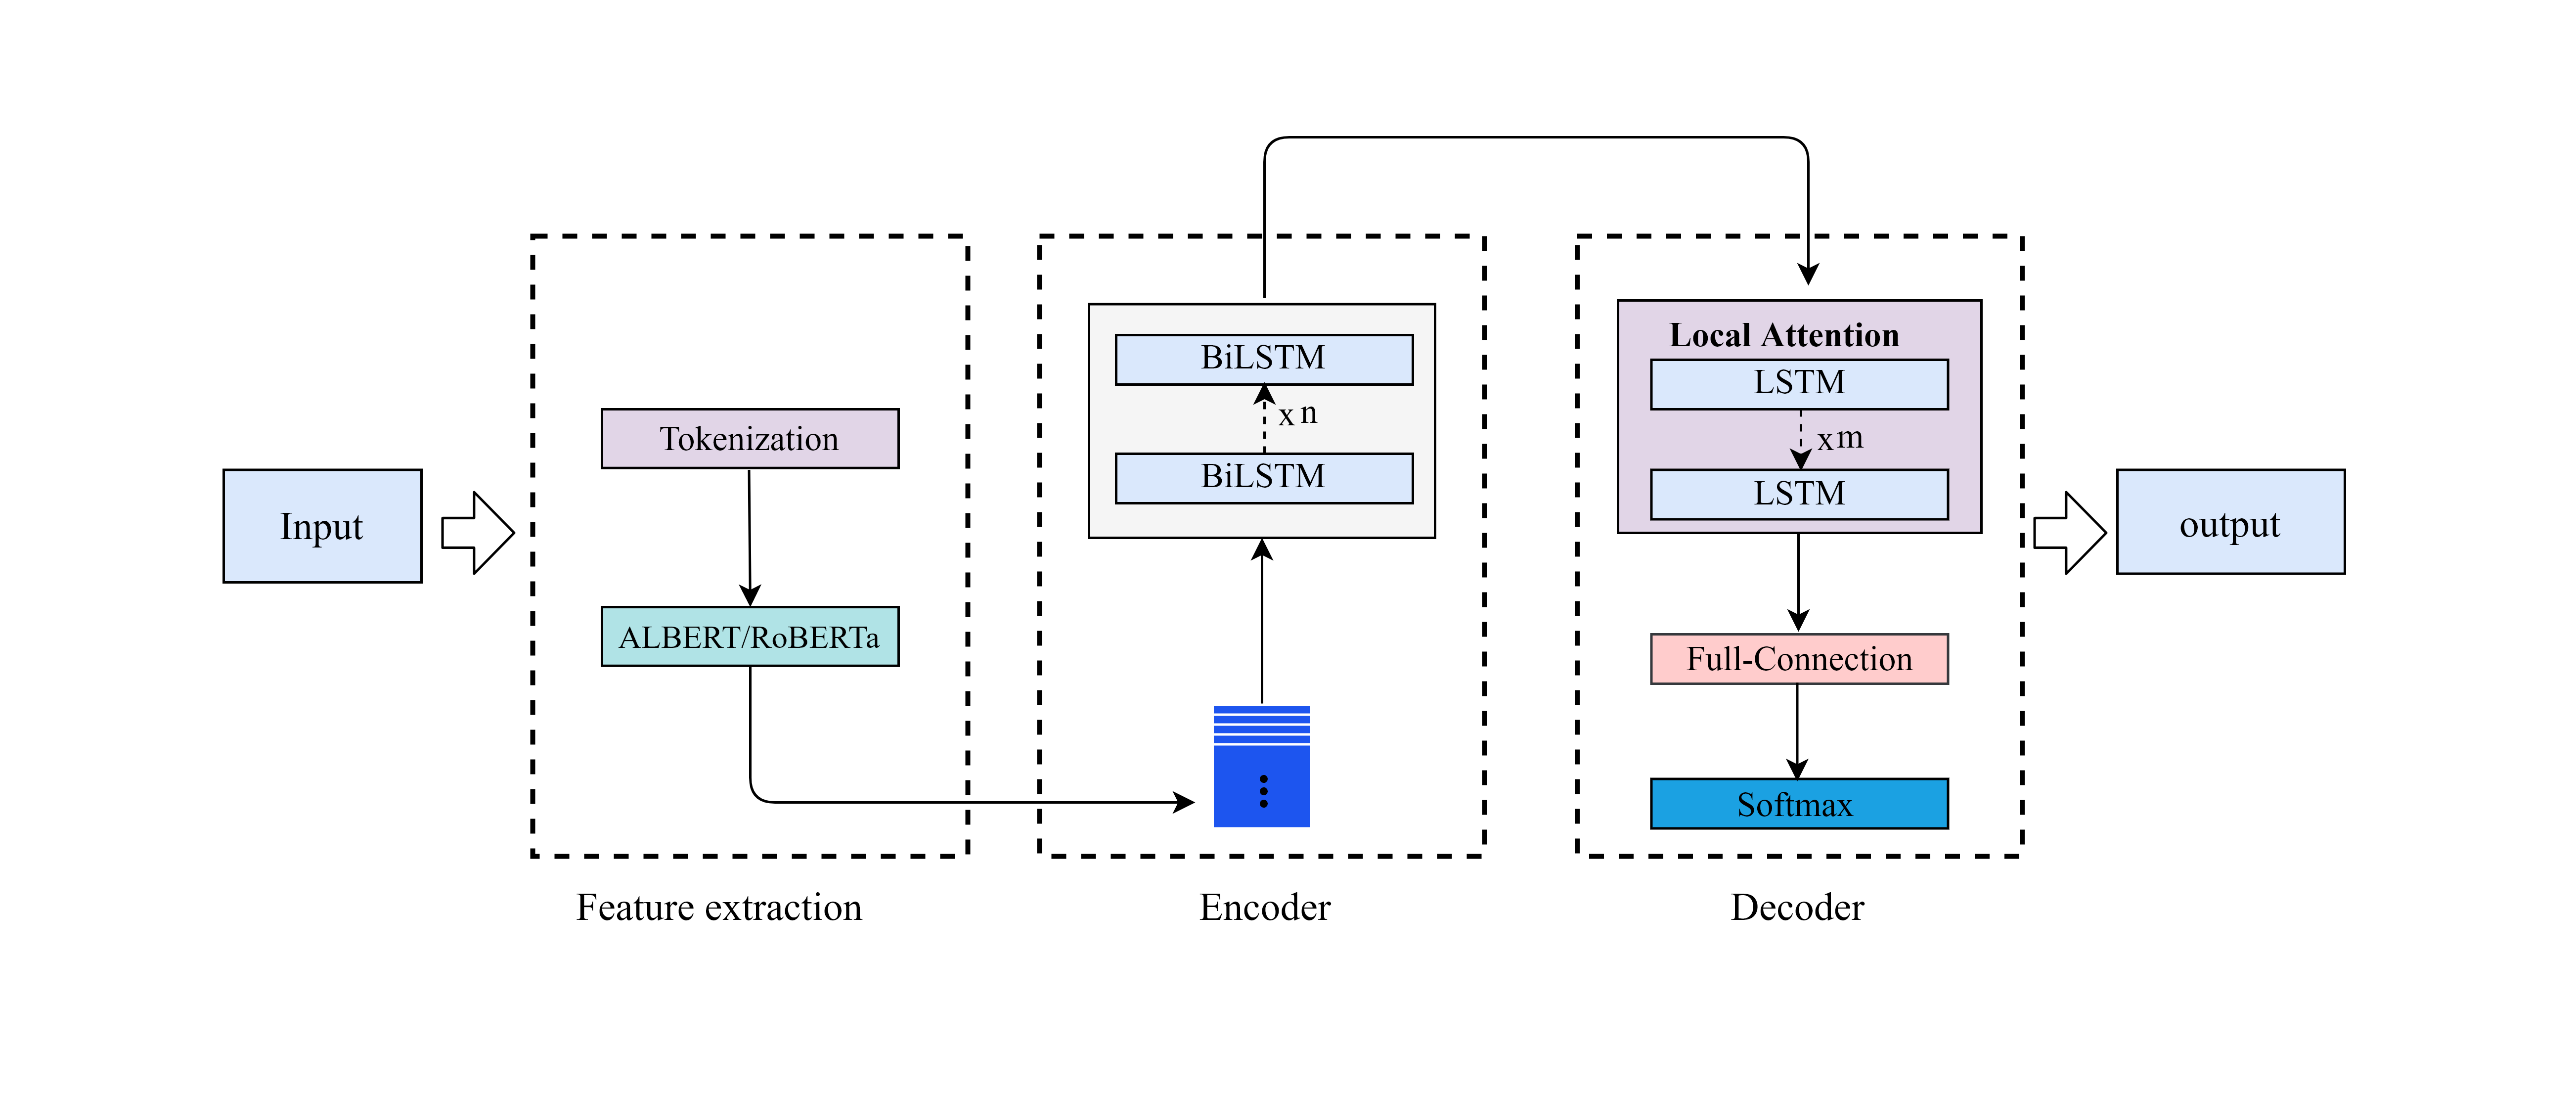 Input
Tokenization
ALBERT/RoBERTa
Feature extraction
BiLSTM
x n
BiLSTM
Encoder
Local Attention
LSTM
x m
LSTM
Full-Connection
Softmax
Decoder
output